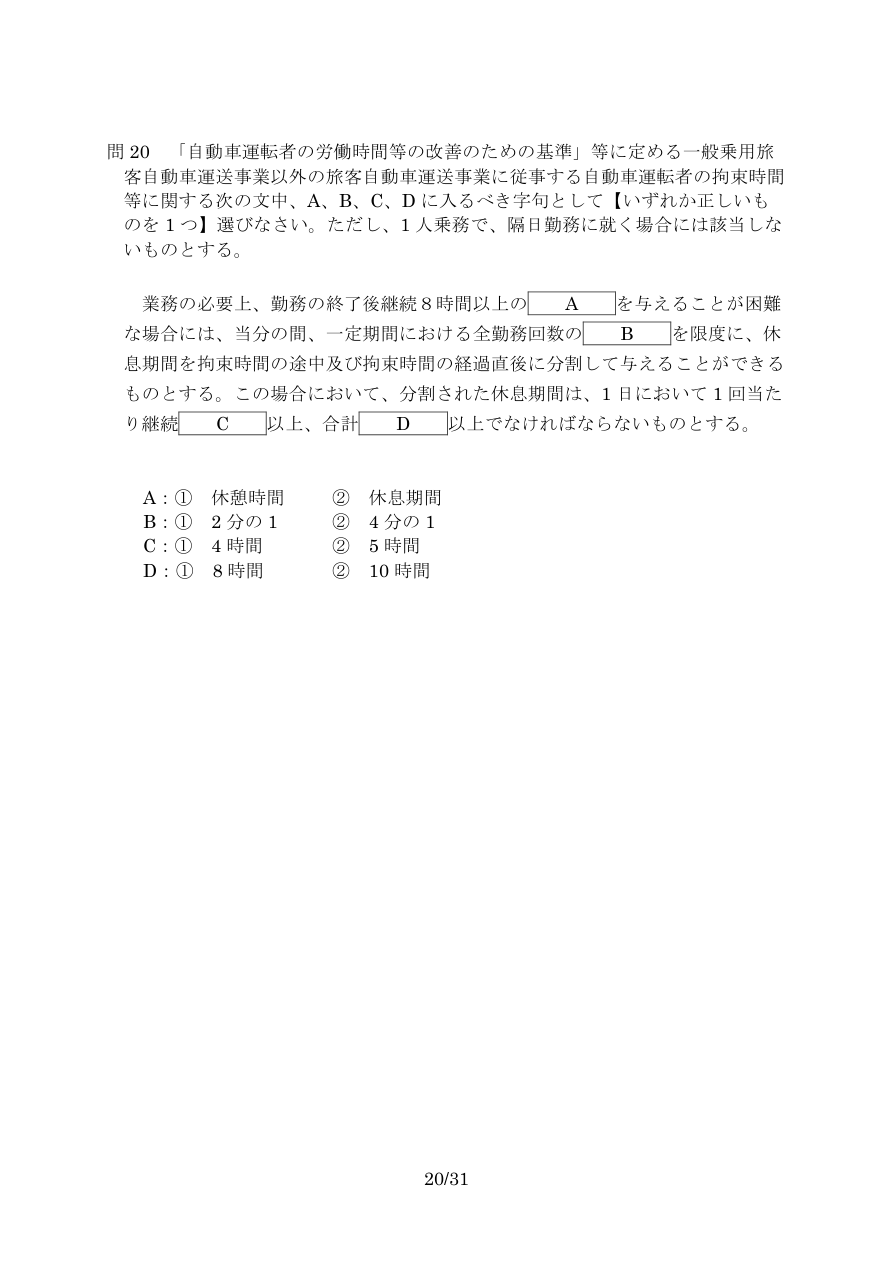 問 20　「自動車運転者の労働時間等の改善のための基準」等に定める一般乗用旅
客自動車運送事業以外の旅客自動車運送事業に従事する自動車運転者の拘束時間
等に関する次の文中、A、B、C、D に入るべき字句として【いずれか正しいも
のを 1 つ】選びなさい。ただし、1 人乗務で、隔日勤務に就く場合には該当しな
いものとする。
業務の必要上、勤務の終了後継続８時間以上の A を与えることが困難
な場合には、当分の間、一定期間における全勤務回数の B を限度に、休
息期間を拘束時間の途中及び拘束時間の経過直後に分割して与えることができる
ものとする。この場合において、分割された休息期間は、1 日において 1 回当た
り継続 C 以上、合計 D 以上でなければならないものとする。
A：①　休憩時間　　②　休息期間
B：①　2 分の 1　　②　4 分の 1
C：①　4 時間　　②　5 時間
D：①　8 時間　　②　10 時間
20/31